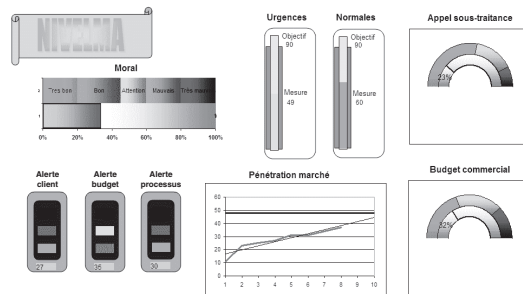 NIVELMA
Moral
Tres bon Bon Attention Mauvais Très mauvais
0% 20% 40% 60% 80% 100%
Urgences
Objectif
90
Mesure
49
Normales
Objectif
90
Mesure
60
Appel sous-traitance
23%
Alerte
client
27
Alerte
budget
35
Alerte
processus
30
Pénétration marché
60
50
40
30
20
10
0
1 2 3 4 5 6 7 8 9 10
Budget commercial
32%